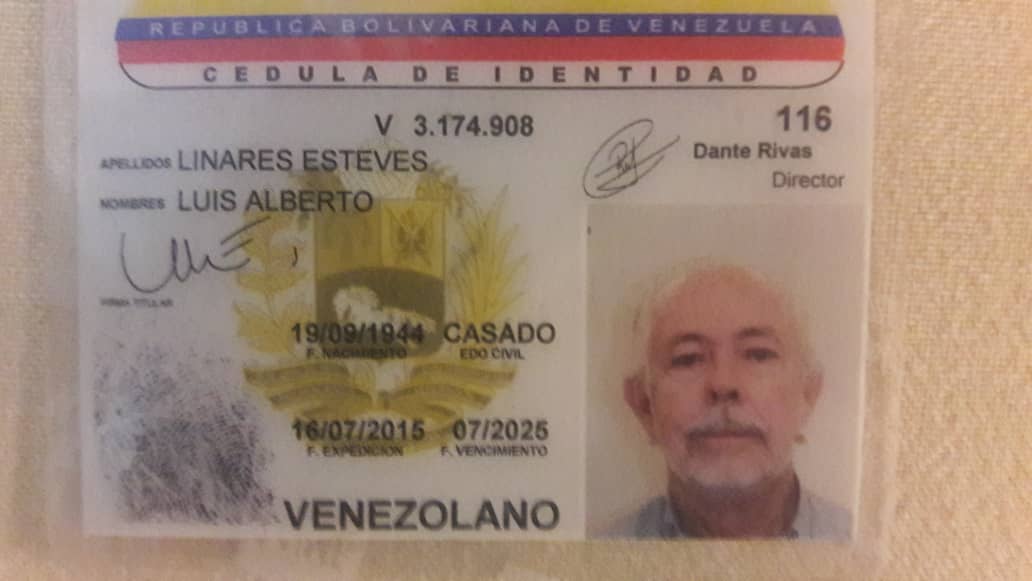 REPUBLICA BOLIVARIANA DE VENEZUELA
CEDULA DE IDENTIDAD
V 3.174.908
116
APELLIDOS LINARES ESTEVES
Dante Rivas
Director
NOMBRES LUIS ALBERTO
FIRMA TITULAR
19/09/1944 CASADO
F. NACIMIENTO EDO CIVIL
16/07/2015 07/2025
F. EXPEDICION F. VENCIMIENTO
VENEZOLANO